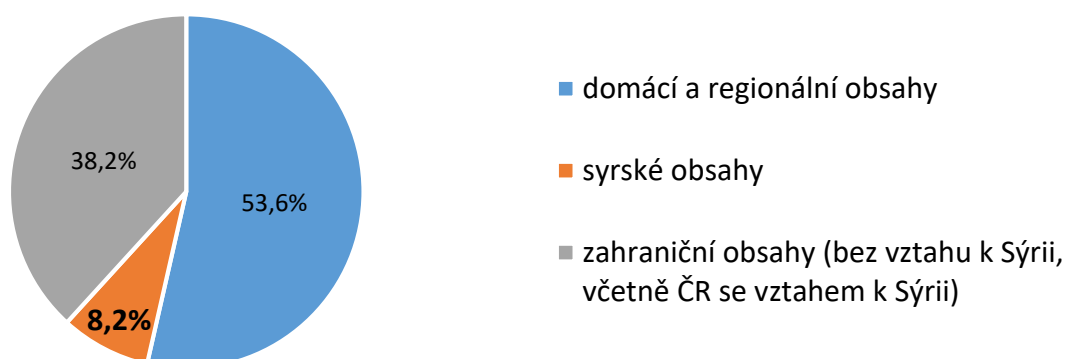 38,2%
53,6%
8,2%
domácí a regionální obsahy
syrské obsahy
zahraniční obsahy (bez vztahu k Sýrii,
včetně ČR se vztahem k Sýrii)